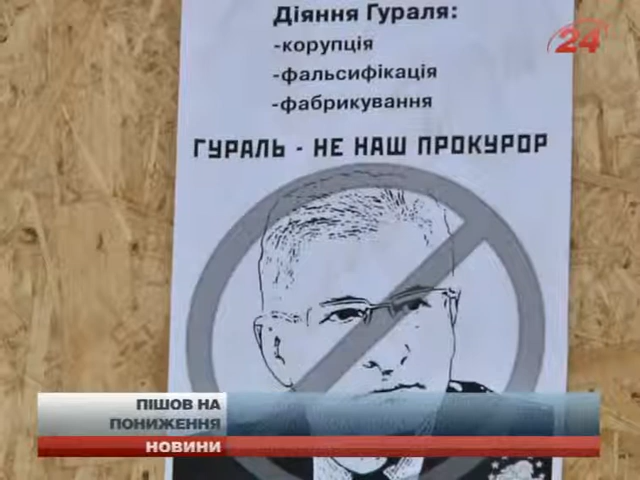 Діяння Гураля:
24
-корупція
-фальсифікація
-фабрикування
ГУРАЛЬ - НЕ НАШ ПРОКУРОР
ПІШОВ НА
ПОНИЖЕННЯ
НОВИНИ